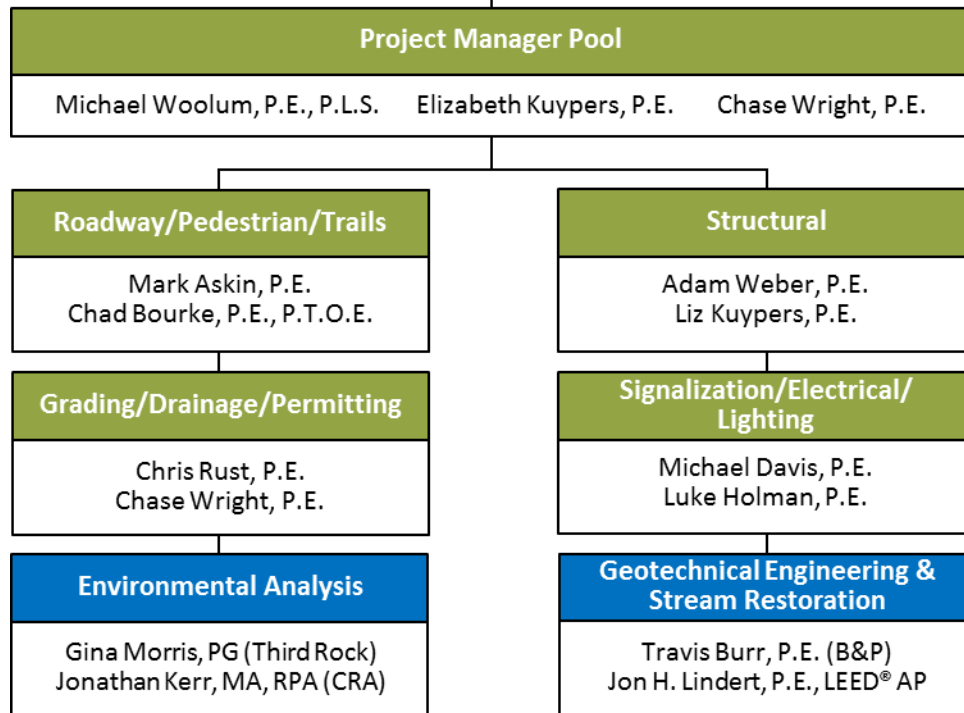 Project Manager Pool
Michael Woolum, P.E., P.L.S. Elizabeth Kuypers, P.E. Chase Wright, P.E.
Roadway/Pedestrian/Trails
Mark Askin, P.E.
Chad Bourke, P.E., P.T.O.E.
Structural
Adam Weber, P.E.
Liz Kuypers, P.E.
Grading/Drainage/Permitting
Chris Rust, P.E.
Chase Wright, P.E.
Signalization/Electrical/
Lighting
Michael Davis, P.E.
Luke Holman, P.E.
Environmental Analysis
Gina Morris, PG (Third Rock)
Jonathan Kerr, MA, RPA (CRA)
Geotechnical Engineering &
Stream Restoration
Travis Burr, P.E. (B&P)
Jon H. Lindert, P.E., LEED® AP